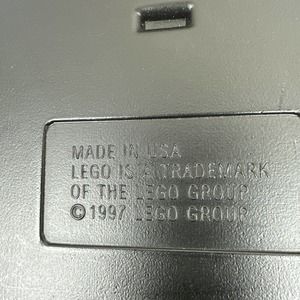 MADE IN USA
LEGO IS A TRADEMARK
OF THE LEGO GROUP
©1997 LEGO GROUP